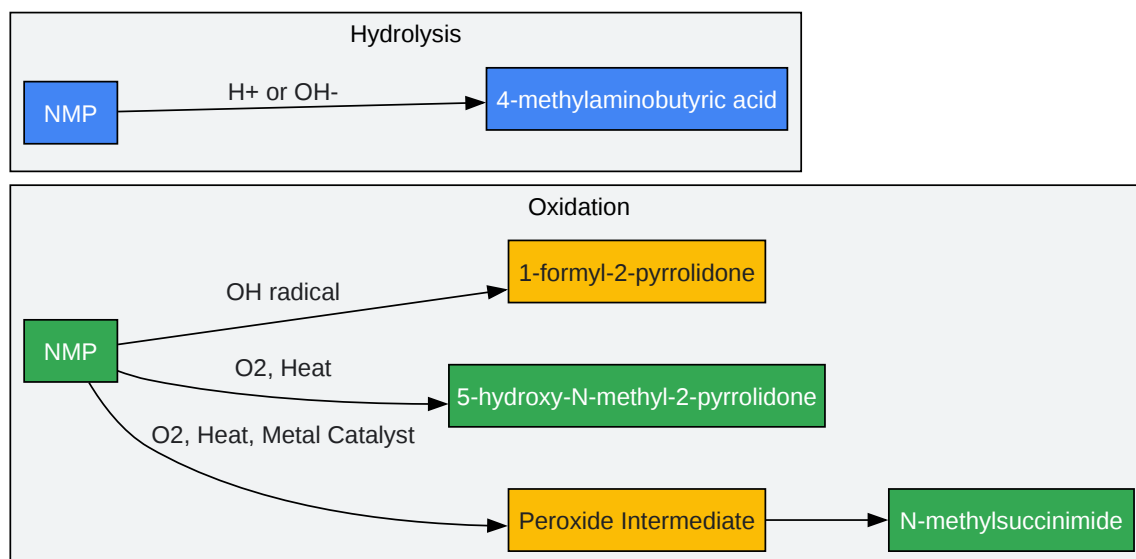 Hydrolysis
NMP
H+ or OH-
4-methylaminobutyric acid
Oxidation
NMP
OH radical
1-formyl-2-pyrrolidone
O2, Heat
5-hydroxy-N-methyl-2-pyrrolidone
O2, Heat, Metal Catalyst
Peroxide Intermediate
N-methylsuccinimide